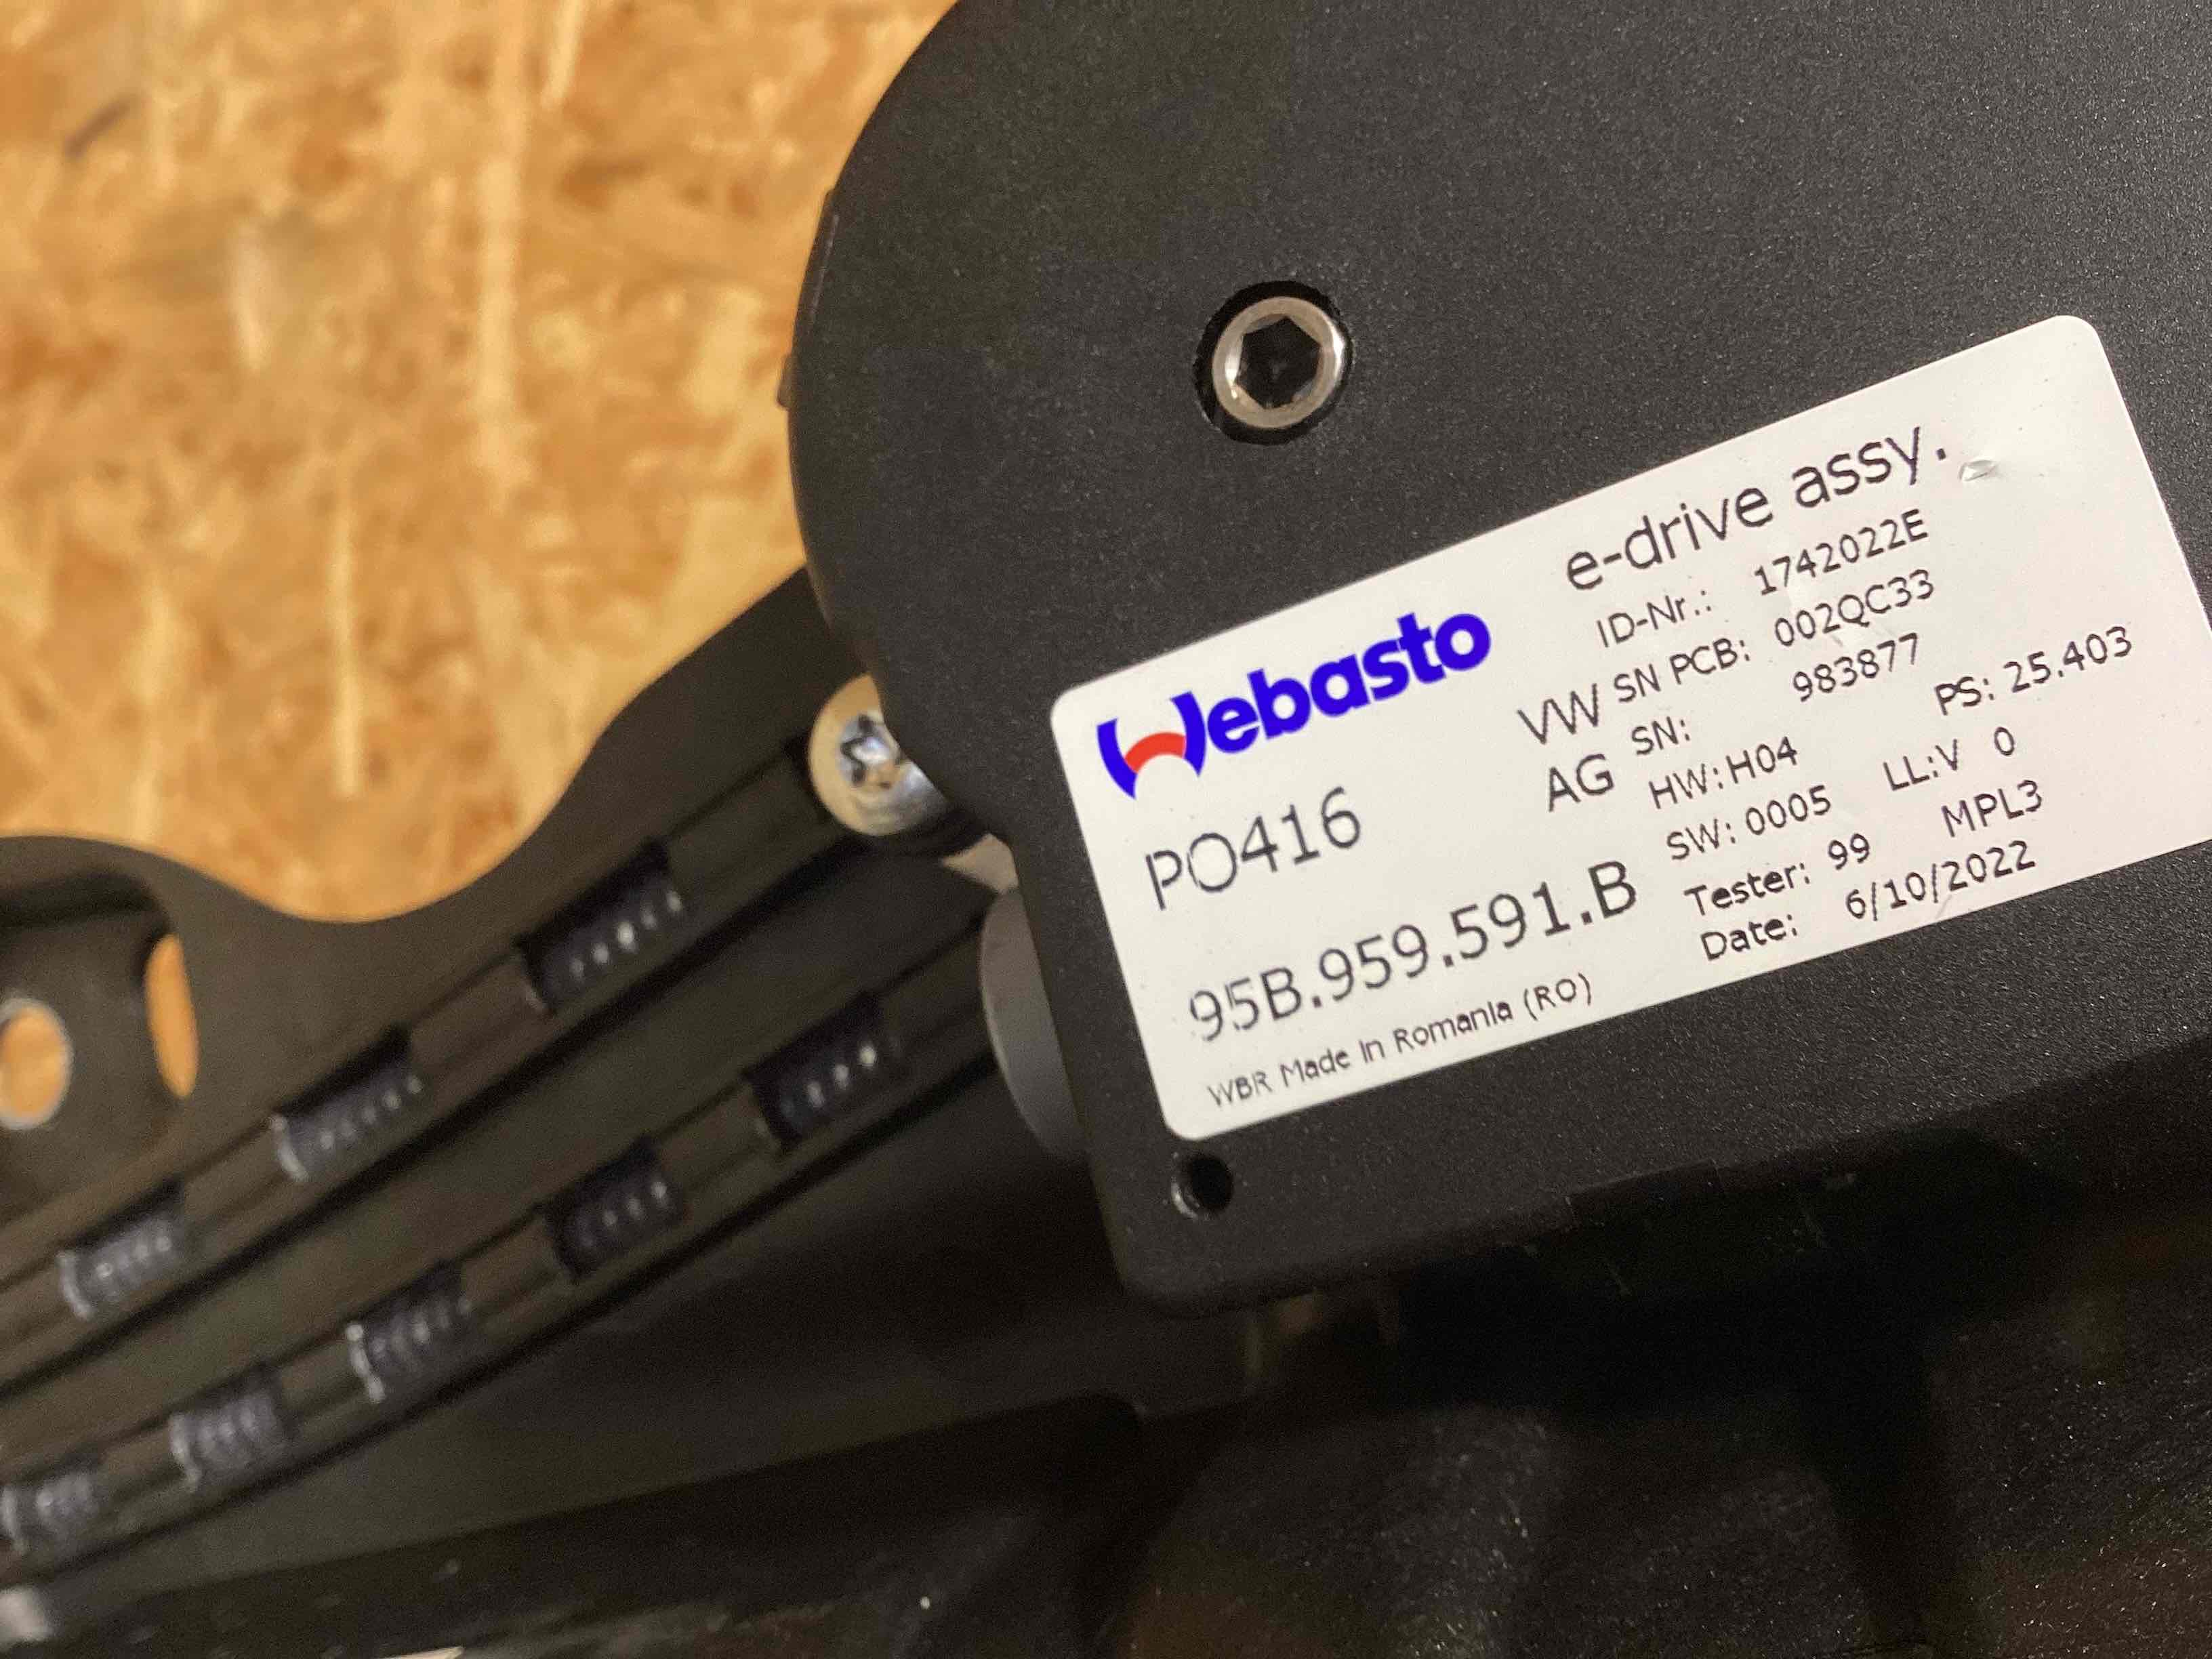 Webasto
e-drive assy.
ID-Nr.: 1742022E
VW SN PCB: 002QC33
AG SN: 983877
HW: H04 PS: 25.403
SW: 0005 LL:V 0
Tester: 99 MPL3
Date: 6/10/2022
PO416
95B.959.591.B
WBR Made in Romania (RO)